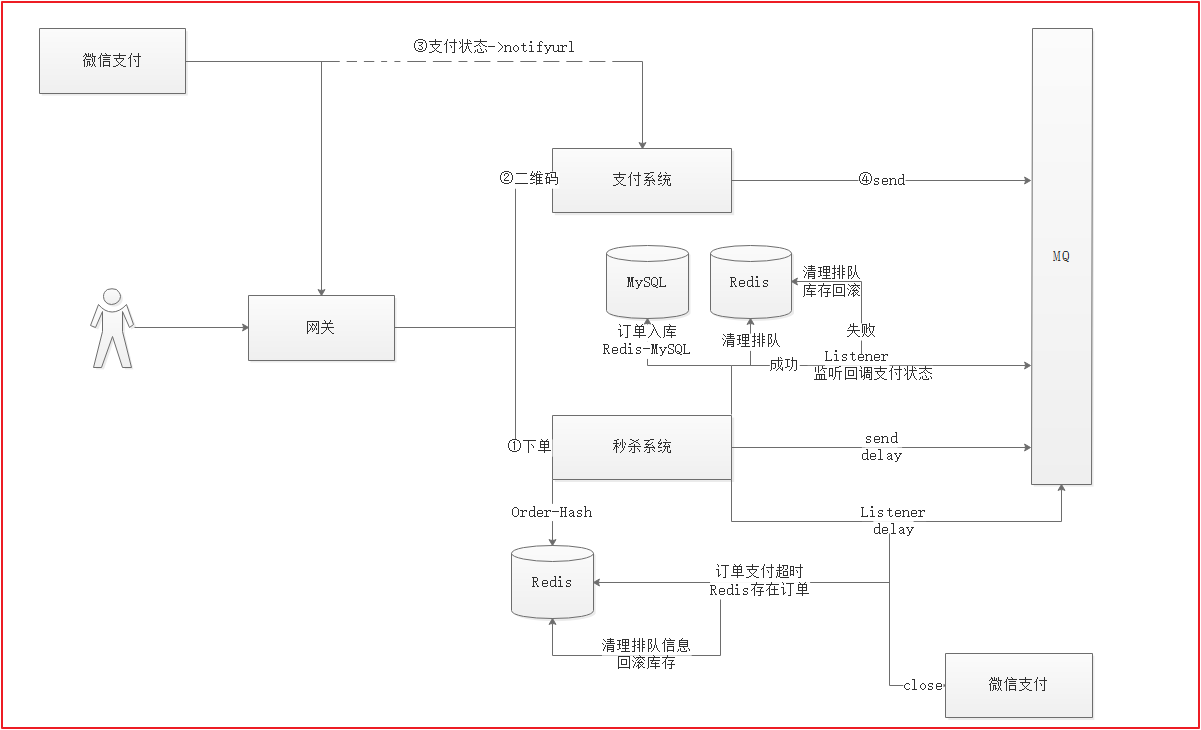 微信支付
③支付状态->notifyurl
②二维码
支付系统
④send
MQ
MySQL
Redis
清理排队
库存回滚
网关
订单入库
Redis-MySQL
清理排队
失败
成功
Listener
监听回调支付状态
①下单
秒杀系统
send
delay
Order-Hash
Listener
delay
Redis
订单支付超时
Redis存在订单
清理排队信息
回滚库存
close
微信支付